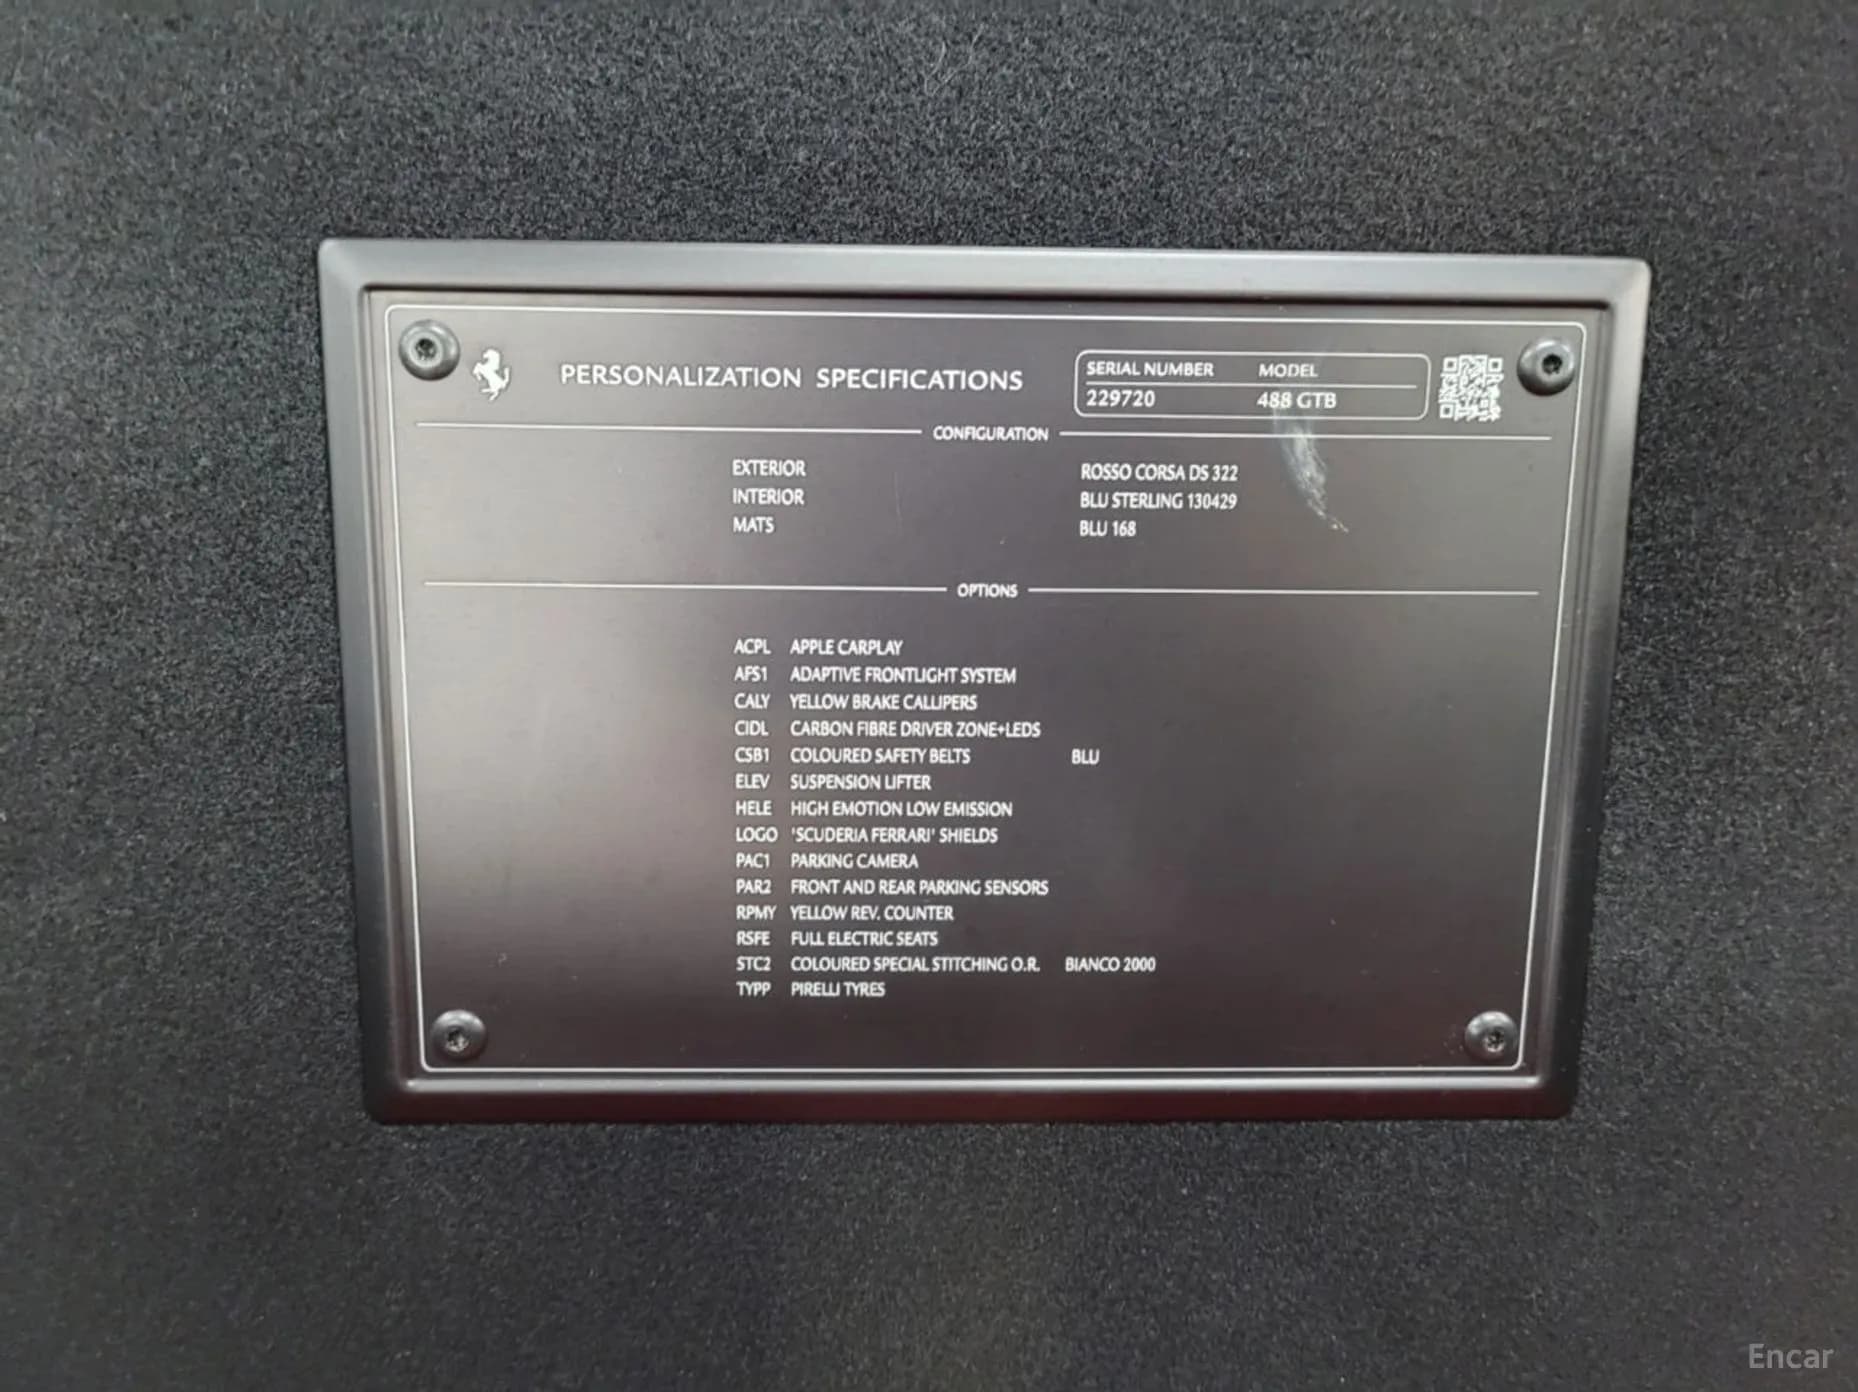 PERSONALIZATION SPECIFICATIONS
SERIAL NUMBER MODEL
229720 488 GTB
CONFIGURATION
EXTERIOR ROSSO CORSA DS 322
INTERIOR BLU STERLING 130429
MATS BLU 168
OPTIONS
ACPL APPLE CARPLAY
AFS1 ADAPTIVE FRONTLIGHT SYSTEM
CALY YELLOW BRAKE CALLIPERS
CIDL CARBON FIBRE DRIVER ZONE+LEDS
CSB1 COLOURED SAFETY BELTS BLU
ELEV SUSPENSION LIFTER
HELE HIGH EMOTION LOW EMISSION
LOGO 'SCUDERIA FERRARI' SHIELDS
PAC1 PARKING CAMERA
PAR2 FRONT AND REAR PARKING SENSORS
RPMY YELLOW REV. COUNTER
RSFE FULL ELECTRIC SEATS
STC2 COLOURED SPECIAL STITCHING O.R. BIANCO 2000
TYPP PIRELLI TYRES
Encar